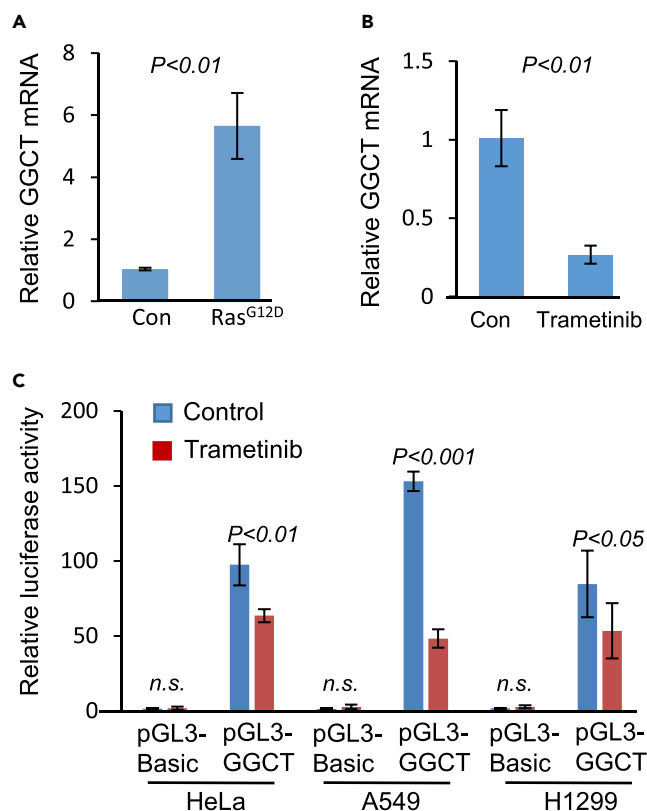 A
Relative GGCT mRNA
8
6
4
2
0
P<0.01
Con
Ras^G12D
B
Relative GGCT mRNA
1.5
1
0.5
0
P<0.01
Con
Trametinib
C
Relative luciferase activity
200
150
100
50
0
Control
Trametinib
n.s.
P<0.01
n.s.
P<0.001
n.s.
P<0.05
pGL3-
Basic
pGL3-
GGCT
pGL3-
Basic
pGL3-
GGCT
pGL3-
Basic
pGL3-
GGCT
HeLa
A549
H1299